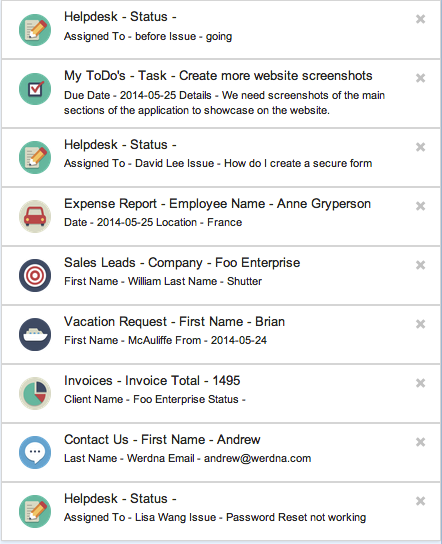 Helpdesk - Status -
Assigned To - before Issue - going
My ToDo's - Task - Create more website screenshots
Due Date - 2014-05-25 Details - We need screenshots of the main
sections of the application to showcase on the website.
Helpdesk - Status -
Assigned To - David Lee Issue - How do I create a secure form
Expense Report - Employee Name - Anne Gryperson
Date - 2014-05-25 Location - France
Sales Leads - Company - Foo Enterprise
First Name - William Last Name - Shutter
Vacation Request - First Name - Brian
First Name - McAuliffe From - 2014-05-24
Invoices - Invoice Total - 1495
Client Name - Foo Enterprise Status -
Contact Us - First Name - Andrew
Last Name - Werdna Email - andrew@werdna.com
Helpdesk - Status -
Assigned To - Lisa Wang Issue - Password Reset not working